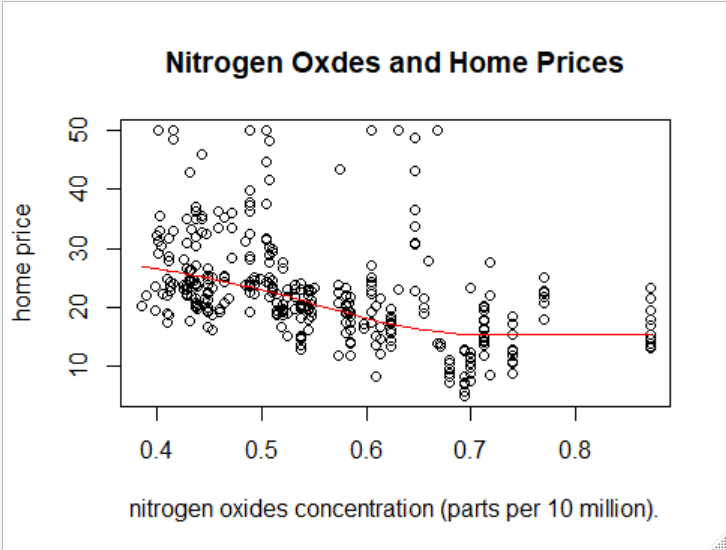 Nitrogen Oxdes and Home Prices
50
40
30
20
10
home price
0.4 0.5 0.6 0.7 0.8
nitrogen oxides concentration (parts per 10 million).